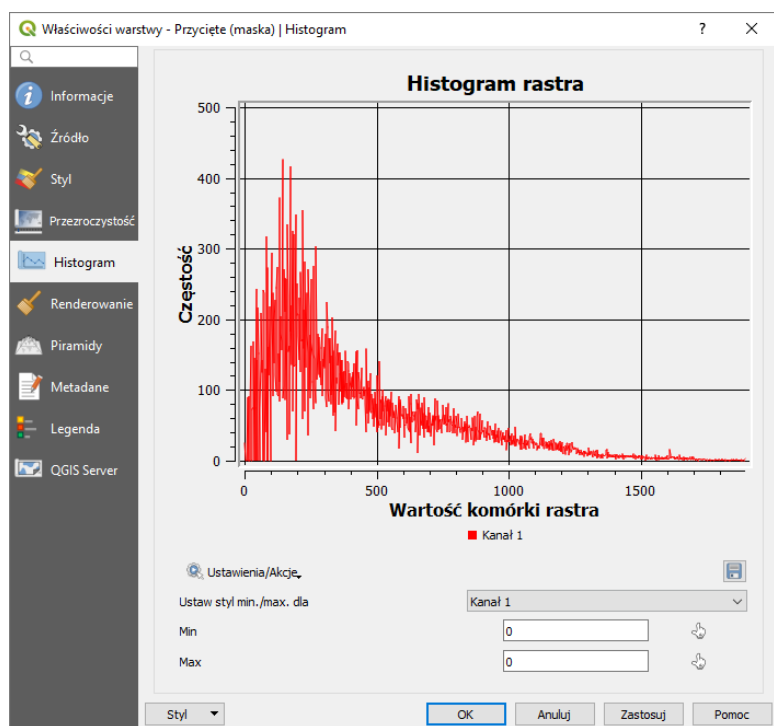 Właściwości warstwy - Przycięte (maska) | Histogram
Informacje
Źródło
Styl
Przezroczystość
Histogram
Renderowanie
Piramidy
Metadane
Legenda
QGIS Server
Histogram rastra
Częstość
500
400
300
200
100
0
0 500 1000 1500
Wartość komórki rastra
Kanał 1
Ustawienia/Akcje
Ustaw styl min./max. dla Kanał 1
Min 0
Max 0
Styl OK Anuluj Zastosuj Pomoc